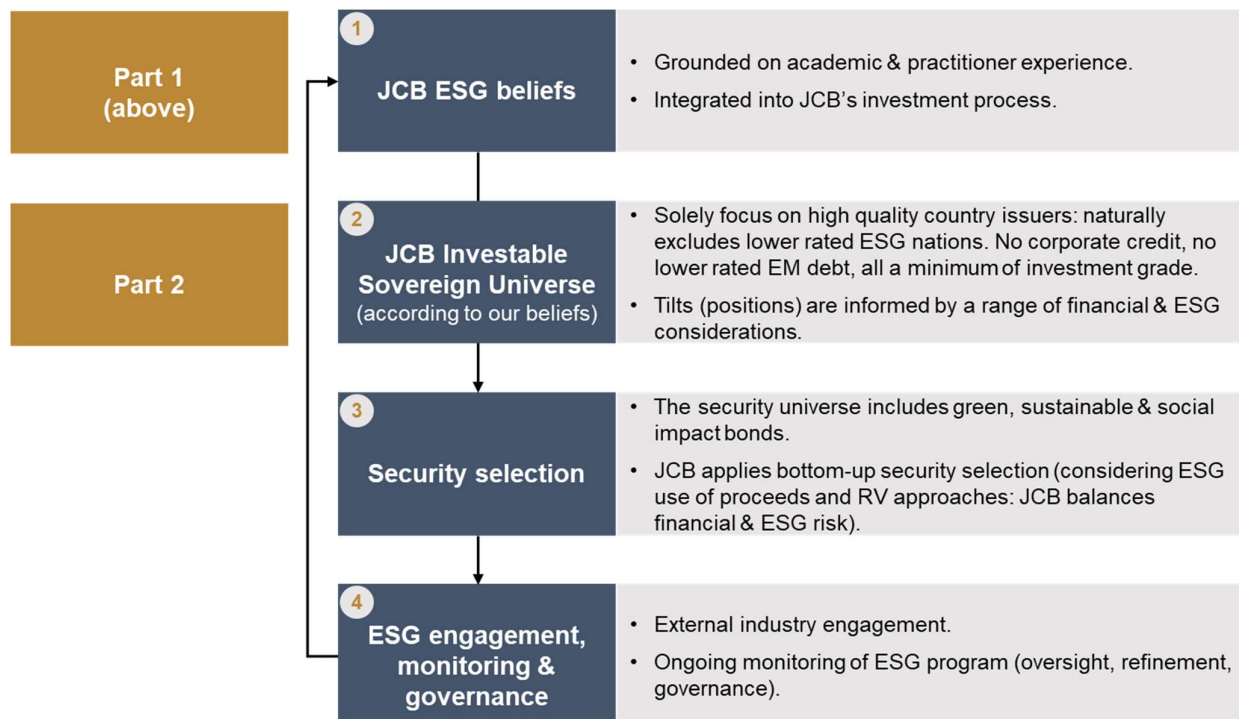 Part 1
(above)
1
JCB ESG beliefs
• Grounded on academic & practitioner experience.
• Integrated into JCB’s investment process.
Part 2
2
JCB Investable
Sovereign Universe
(according to our beliefs)
• Solely focus on high quality country issuers: naturally
excludes lower rated ESG nations. No corporate credit, no
lower rated EM debt, all a minimum of investment grade.
• Tilts (positions) are informed by a range of financial & ESG
considerations.
3
Security selection
• The security universe includes green, sustainable & social
impact bonds.
• JCB applies bottom-up security selection (considering ESG
use of proceeds and RV approaches: JCB balances
financial & ESG risk).
4
ESG engagement,
monitoring &
governance
• External industry engagement.
• Ongoing monitoring of ESG program (oversight, refinement,
governance).